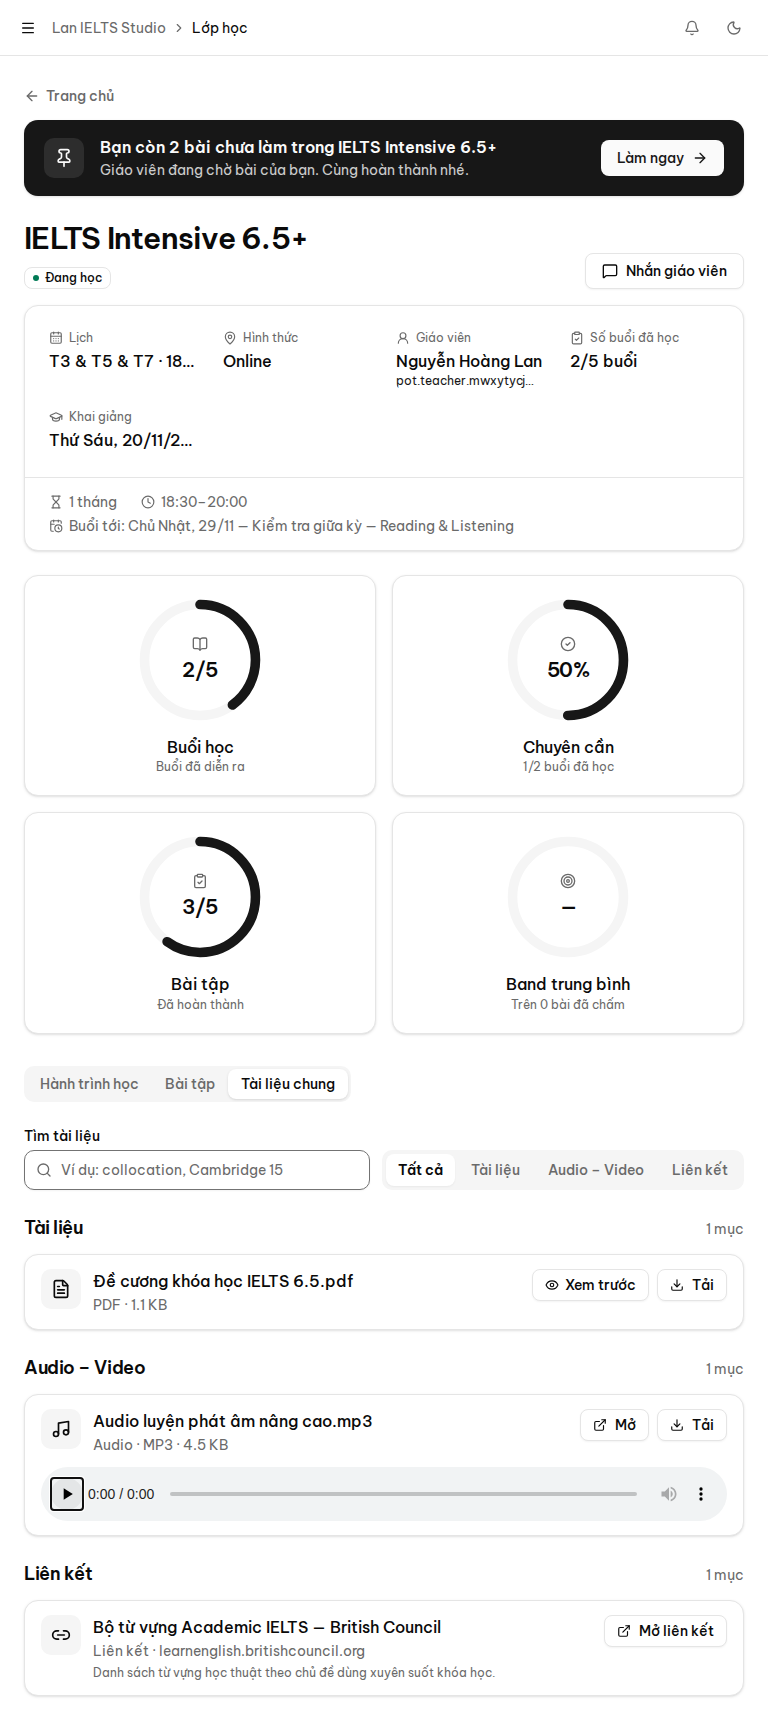 Lan IELTS Studio > Lớp học
Trang chủ
Bạn còn 2 bài chưa làm trong IELTS Intensive 6.5+
Giáo viên đang chờ bài của bạn. Cùng hoàn thành nhé.
Làm ngay
IELTS Intensive 6.5+
Đang học
Nhắn giáo viên
Lịch
T3 & T5 & T7 · 18...
Hình thức
Online
Giáo viên
Nguyễn Hoàng Lan
pot.teacher.mwxytycj...
Số buổi đã học
2/5 buổi
Khai giảng
Thứ Sáu, 20/11/2...
1 tháng
18:30–20:00
Buổi tới: Chủ Nhật, 29/11 — Kiểm tra giữa kỳ — Reading & Listening
2/5
Buổi học
Buổi đã diễn ra
50%
Chuyên cần
1/2 buổi đã học
3/5
Bài tập
Đã hoàn thành
—
Band trung bình
Trên 0 bài đã chấm
Hành trình học
Bài tập
Tài liệu chung
Tìm tài liệu
Ví dụ: collocation, Cambridge 15
Tất cả
Tài liệu
Audio – Video
Liên kết
Tài liệu
1 mục
Đề cương khóa học IELTS 6.5.pdf
PDF · 1.1 KB
Xem trước
Tải
Audio – Video
1 mục
Audio luyện phát âm nâng cao.mp3
Audio · MP3 · 4.5 KB
Mở
Tải
0:00 / 0:00
Liên kết
1 mục
Bộ từ vựng Academic IELTS — British Council
Liên kết · learnenglish.britishcouncil.org
Danh sách từ vựng học thuật theo chủ đề dùng xuyên suốt khóa học.
Mở liên kết